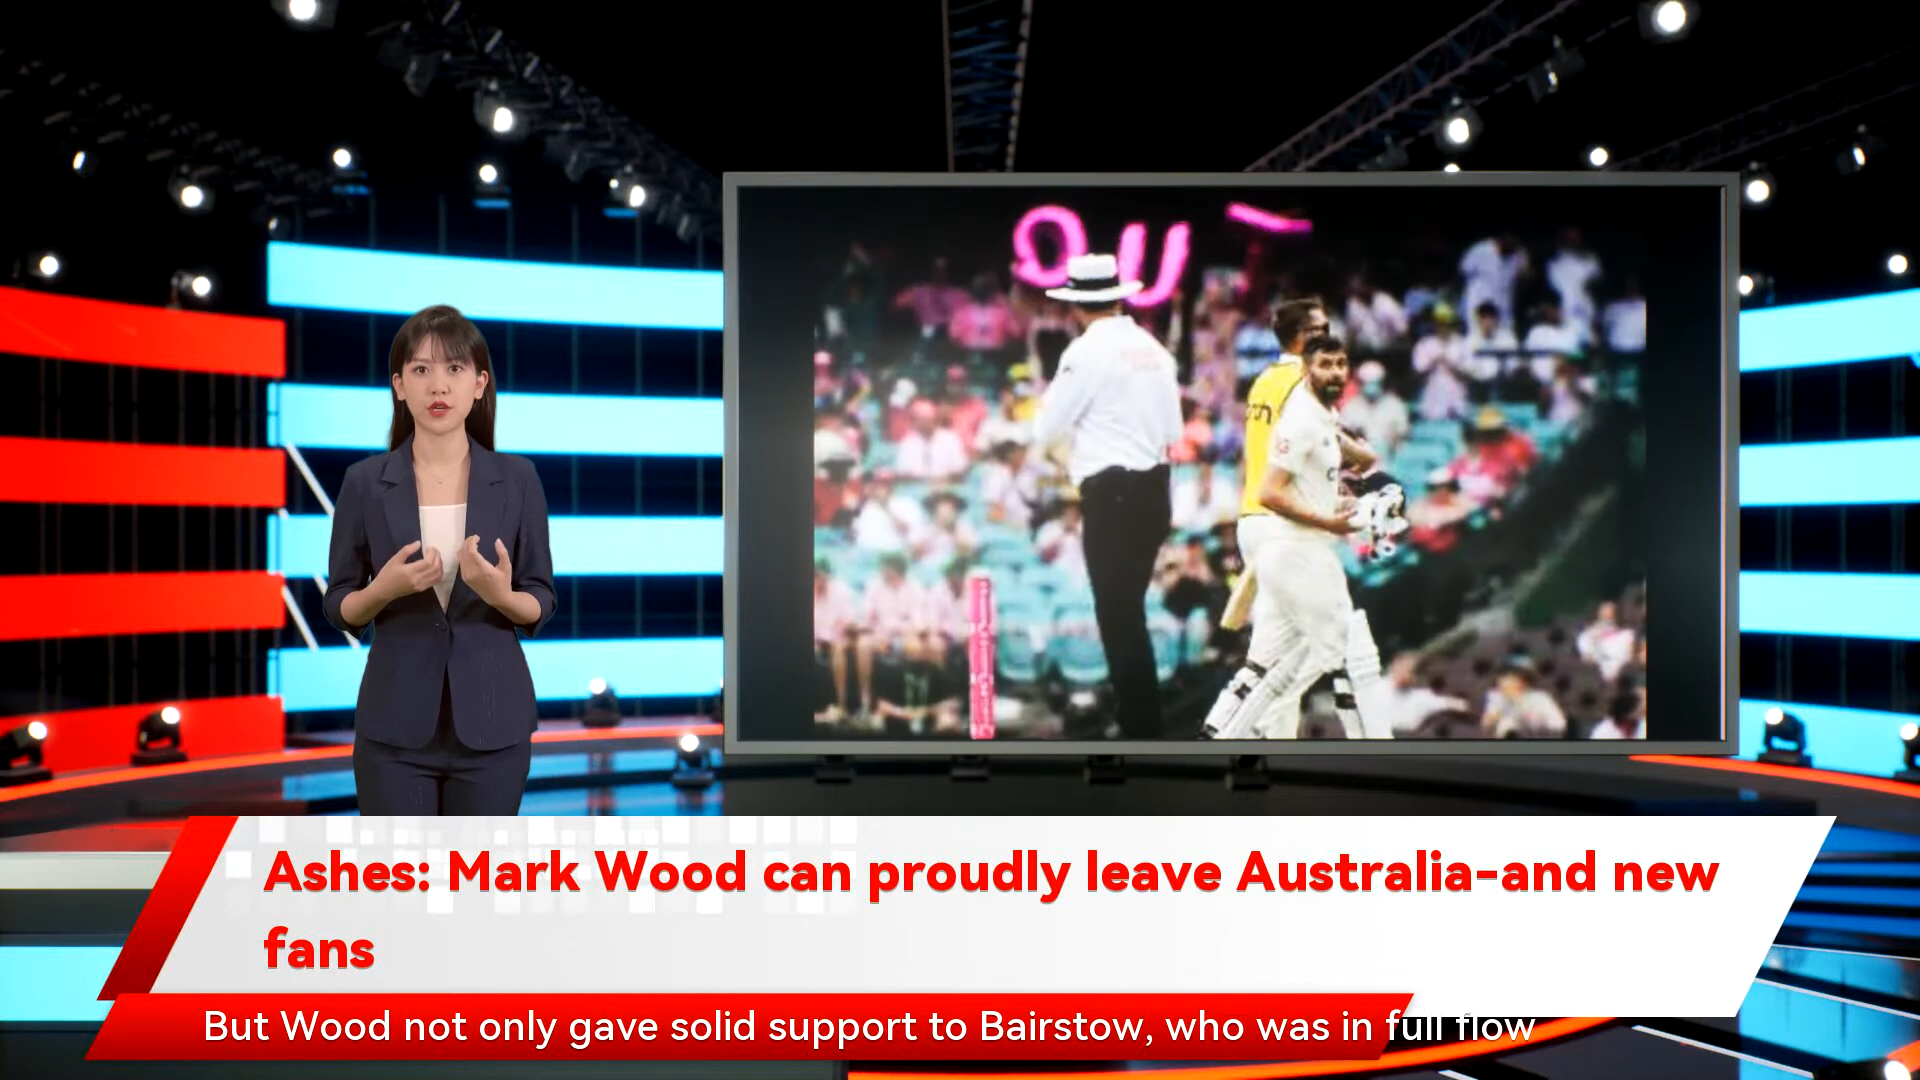 OU
Ashes: Mark Wood can proudly leave Australia-and new
fans
But Wood not only gave solid support to Bairstow, who was in full flow